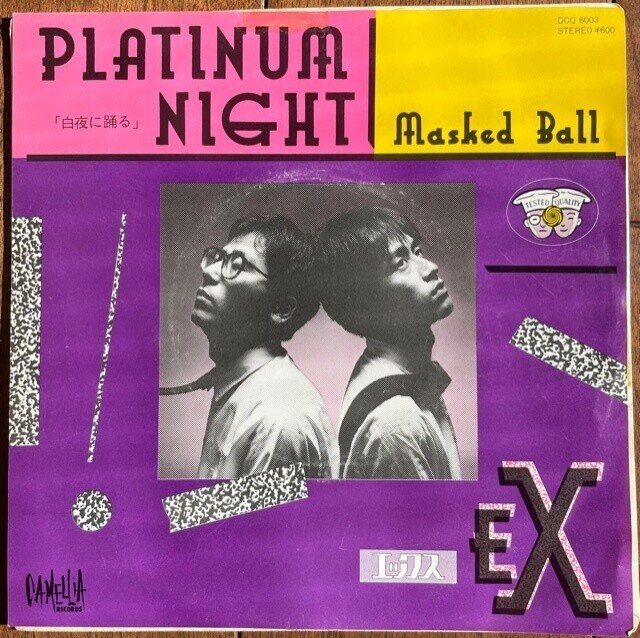 PLATINUM
「白夜に踊る」 NIGHT
DCQ 6003
STEREO ¥600
Masked Ball
TESTED QUALITY
エックス
EX
CAMELLiA
RECORDS